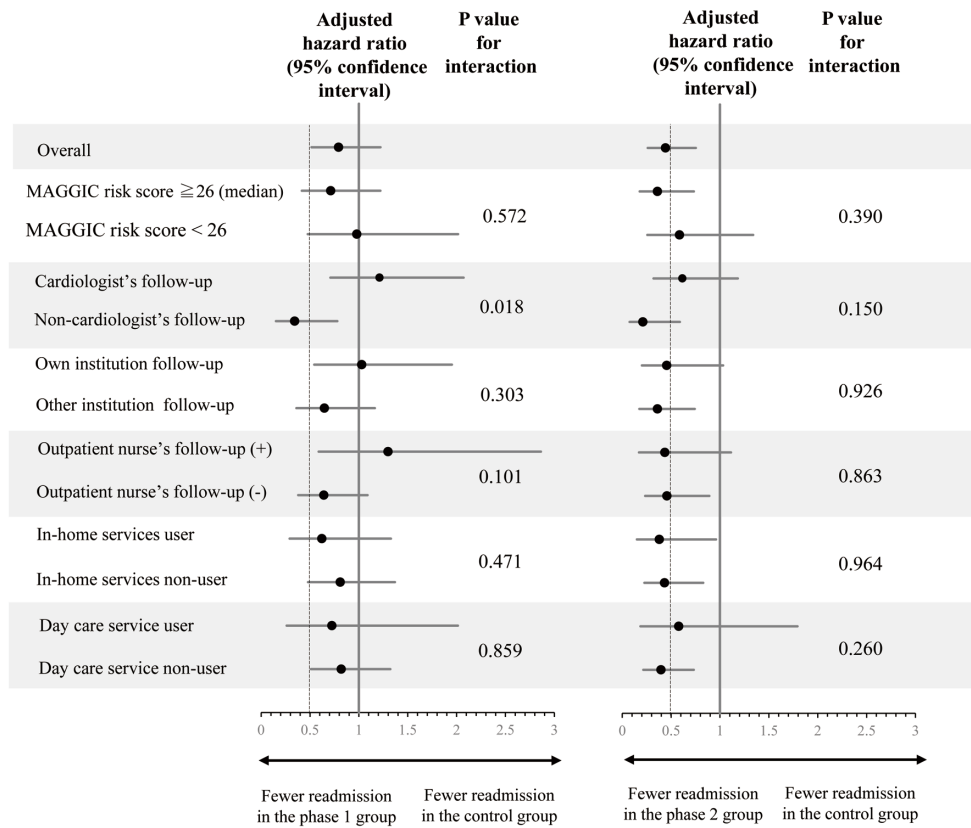 Adjusted
hazard ratio
(95% confidence
interval)
P value
for
interaction
Adjusted
hazard ratio
(95% confidence
interval)
P value
for
interaction
Overall
MAGGIC risk score ≧26 (median)
0.572
0.390
MAGGIC risk score < 26
Cardiologist's follow-up
0.018
0.150
Non-cardiologist's follow-up
Own institution follow-up
0.303
0.926
Other institution follow-up
Outpatient nurse's follow-up (+)
0.101
0.863
Outpatient nurse's follow-up (-)
In-home services user
0.471
0.964
In-home services non-user
Day care service user
0.859
0.260
Day care service non-user
0 0.5 1 1.5 2 2.5 3
0 0.5 1 1.5 2 2.5 3
Fewer readmission
in the phase 1 group
Fewer readmission
in the control group
Fewer readmission
in the phase 2 group
Fewer readmission
in the control group